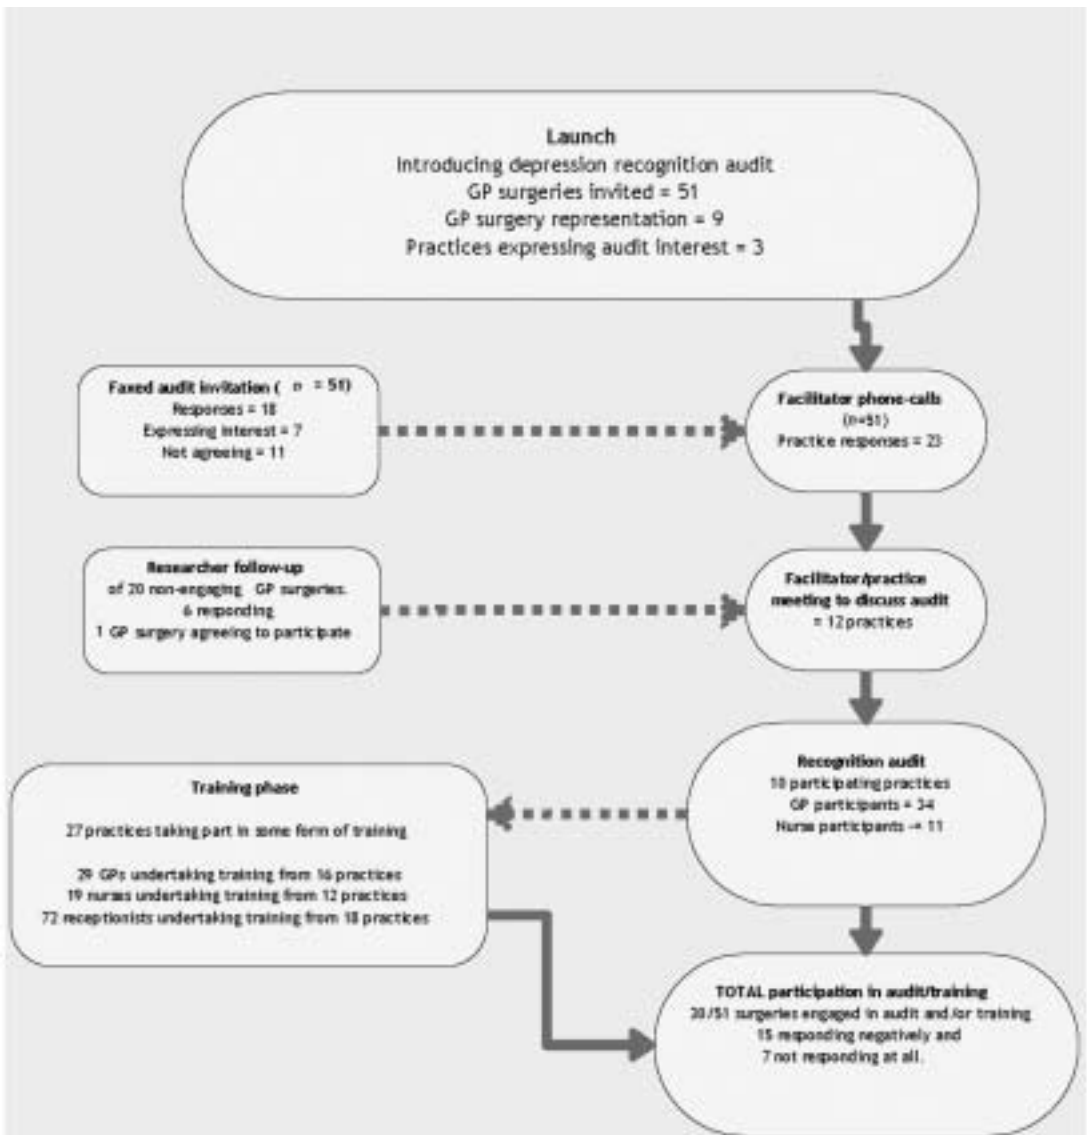 Launch
Introducing depression recognition audit
GP surgeries invited = 51
GP surgery representation = 9
Practices expressing audit interest = 3
Faxed audit invitation ( n = 51)
Responses = 18
Expressing interest = 7
Not agreeing = 11
Facilitator phone-calls
(n=51)
Practice responses = 23
Researcher follow-up
of 20 non-engaging GP surgeries.
6 responding
1 GP surgery agreeing to participate
Facilitator/practice
meeting to discuss audit
= 12 practices
Recognition audit
10 participating practices
GP participants = 34
Nurse participants = 11
Training phase
27 practices taking part in some form of training
29 GPs undertaking training from 16 practices
19 nurses undertaking training from 12 practices
72 receptionists undertaking training from 18 practices
TOTAL participation in audit/training
surgeries engaged in audit and/or training
15 responding negatively and
7 not responding at all.